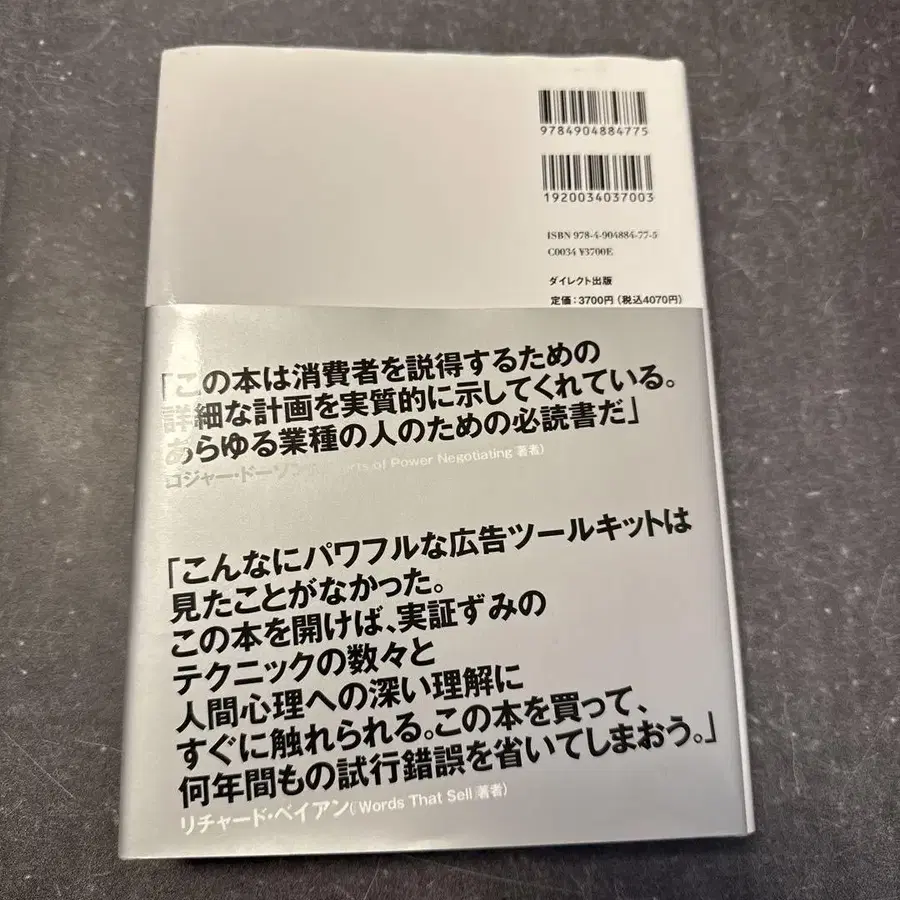 9784904884775
1920034037003
ISBN 978-4-904884-77-5
C0034 ¥3700E
ダイレクト出版
定価：3700円（税込4070円）
「この本は消費者を説得するための
詳細な計画を実質的に示してくれている。
あらゆる業種の人のための必読書だ」
ロジャー・ドーソン of Power Negotiating』著者）
「こんなにパワフルな広告ツールキットは
見たことがなかった。
この本を開けば、実証ずみの
テクニックの数々と
人間心理への深い理解に
すぐに触れられる。この本を買って、
何年間もの試行錯誤を省いてしまおう。」
リチャード・ベイアン（『Words That Sell』著者）